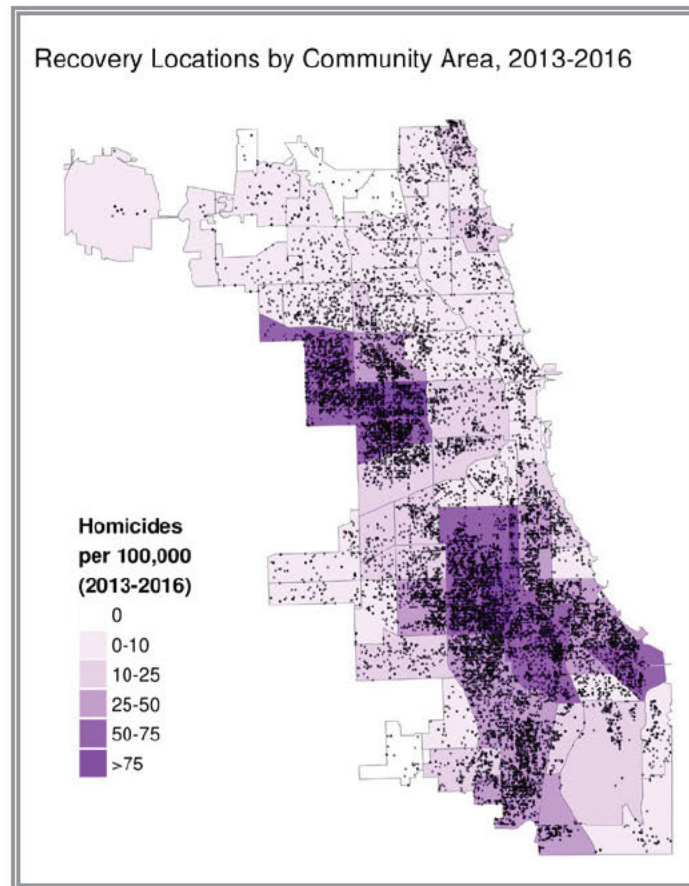 Recovery Locations by Community Area, 2013-2016
Homicides
per 100,000
(2013-2016)
0
0-10
10-25
25-50
50-75
>75